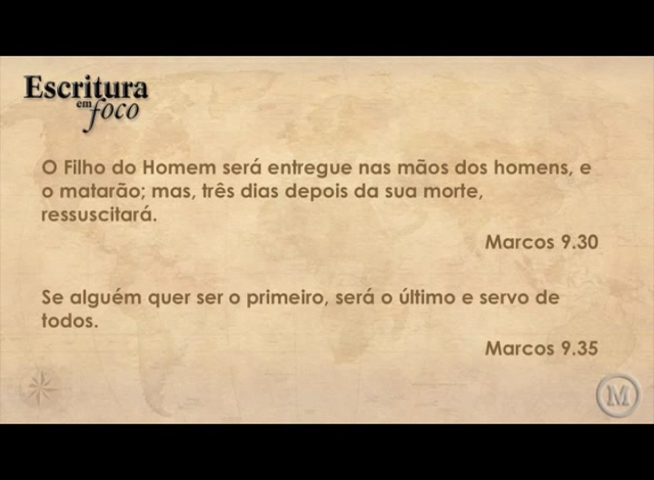 Escritura
em
foco
O Filho do Homem será entregue nas mãos dos homens, e
o matarão; mas, três dias depois da sua morte,
ressuscitará.
Marcos 9.30
Se alguém quer ser o primeiro, será o último e servo de
todos.
Marcos 9.35
M